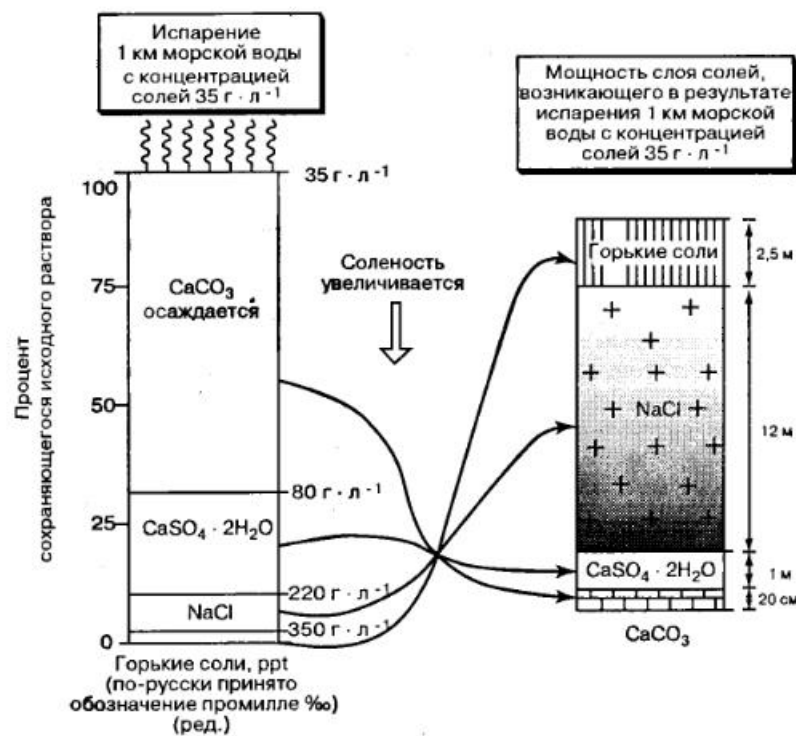 Испарение
1 км морской воды
с концентрацией
солей 35 г · л⁻¹
Мощность слоя солей,
возникающего в результате
испарения 1 км морской
воды с концентрацией
солей 35 г · л⁻¹
Процент
сохраняющегося исходного раствора
100
75
50
25
0
35 г · л⁻¹
CaCO₃
осаждается
80 г · л⁻¹
CaSO₄ · 2H₂O
220 г · л⁻¹
NaCl
350 г · л⁻¹
Горькие соли, ppt
(по-русски принято
обозначение промилле ‰)
(ред.)
Соленость
увеличивается
Горькие соли
2,5 м
NaCl
12 м
CaSO₄ · 2H₂O
1 м
20 см
CaCO₃